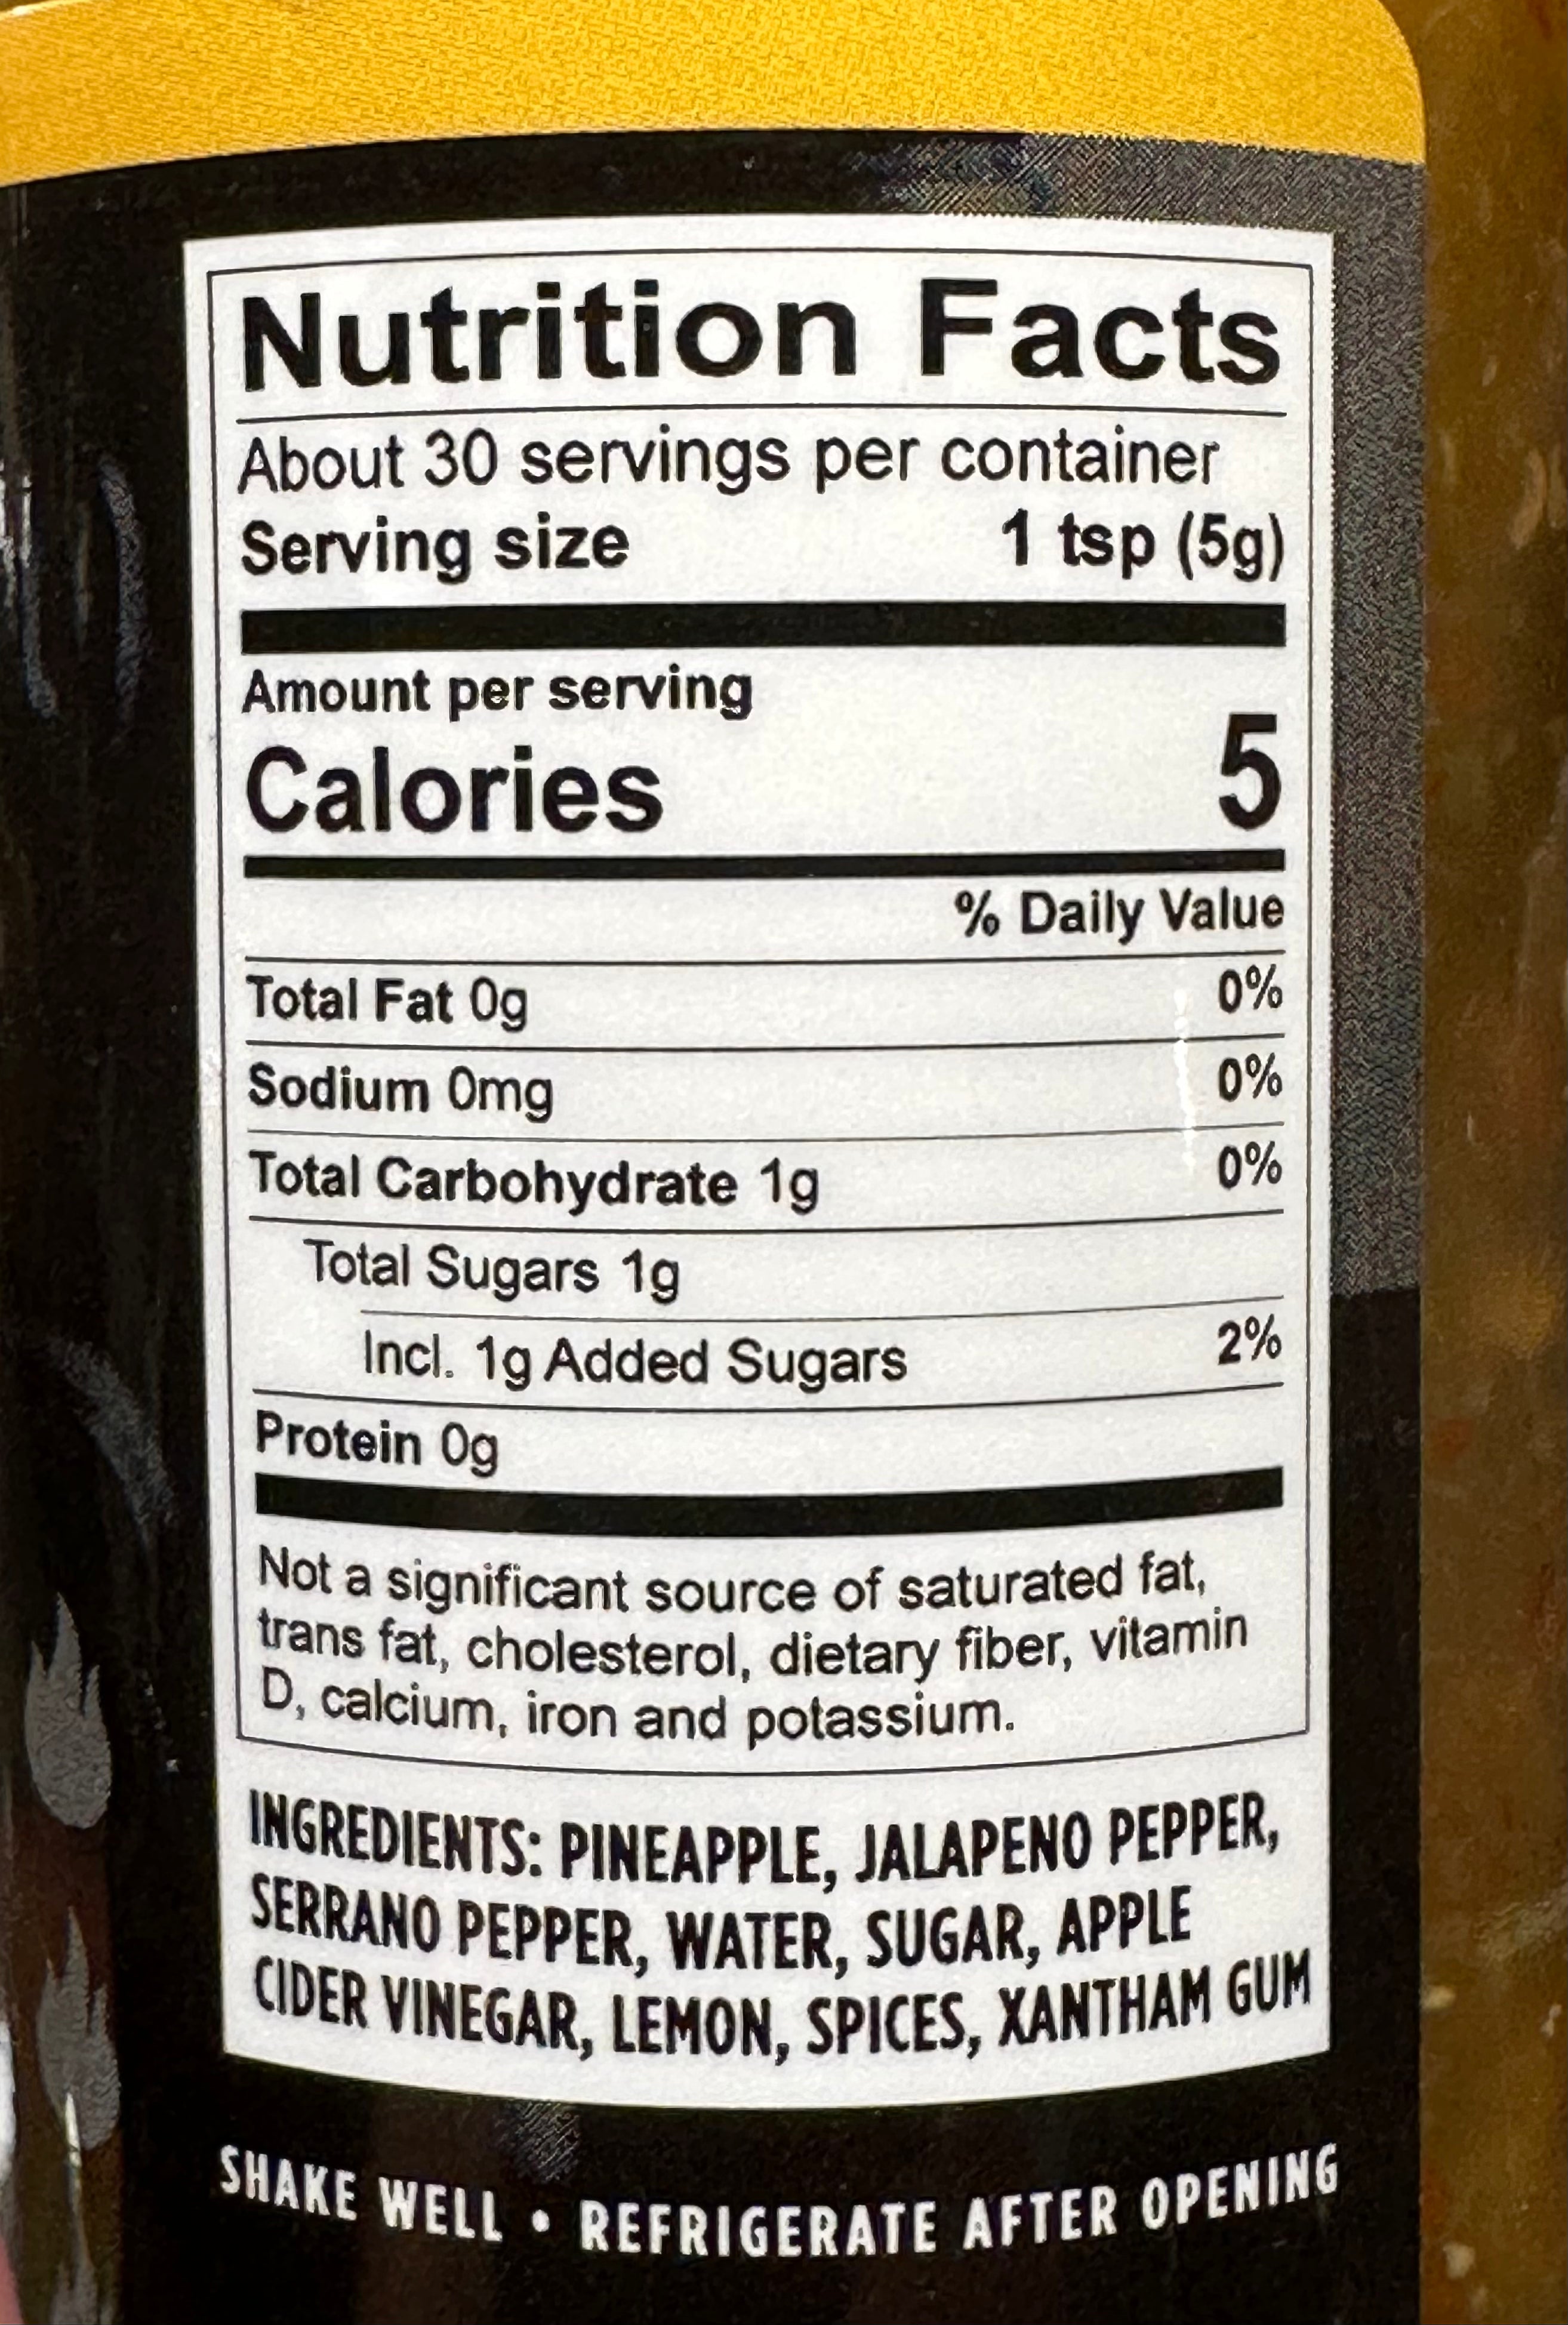 Nutrition Facts
About 30 servings per container
Serving size 1 tsp (5g)
Amount per serving
Calories 5
% Daily Value
Total Fat 0g 0%
Sodium 0mg 0%
Total Carbohydrate 1g 0%
Total Sugars 1g
Incl. 1g Added Sugars 2%
Protein 0g
Not a significant source of saturated fat,
trans fat, cholesterol, dietary fiber, vitamin
D, calcium, iron and potassium.
INGREDIENTS: PINEAPPLE, JALAPENO PEPPER,
SERRANO PEPPER, WATER, SUGAR, APPLE
CIDER VINEGAR, LEMON, SPICES, XANTHAM GUM
SHAKE WELL • REFRIGERATE AFTER OPENING